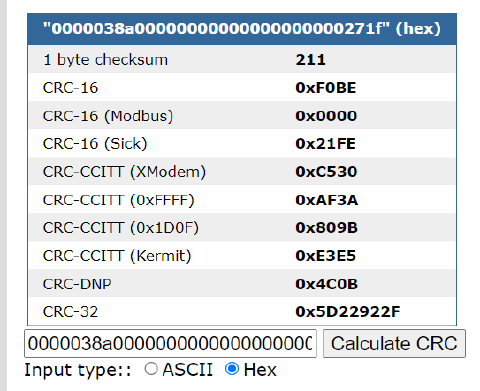 "0000038a00000000000000000000271f" (hex)
1 byte checksum 211
CRC-16 0xF0BE
CRC-16 (Modbus) 0x0000
CRC-16 (Sick) 0x21FE
CRC-CCITT (XModem) 0xC530
CRC-CCITT (0xFFFF) 0xAF3A
CRC-CCITT (0x1D0F) 0x809B
CRC-CCITT (Kermit) 0xE3E5
CRC-DNP 0x4C0B
CRC-32 0x5D22922F
0000038a00000000000000000 Calculate CRC
Input type:: ASCII Hex